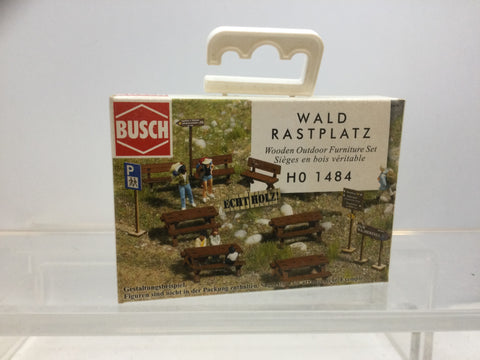 BUSCH
WALD
RASTPLATZ
Wooden Outdoor Furniture Set
Sièges en bois véritable
H0 1484
P
ECHT HOLZ!
Gestaltungsbeispiel.
Figuren sind nicht in der Packung enthalten.